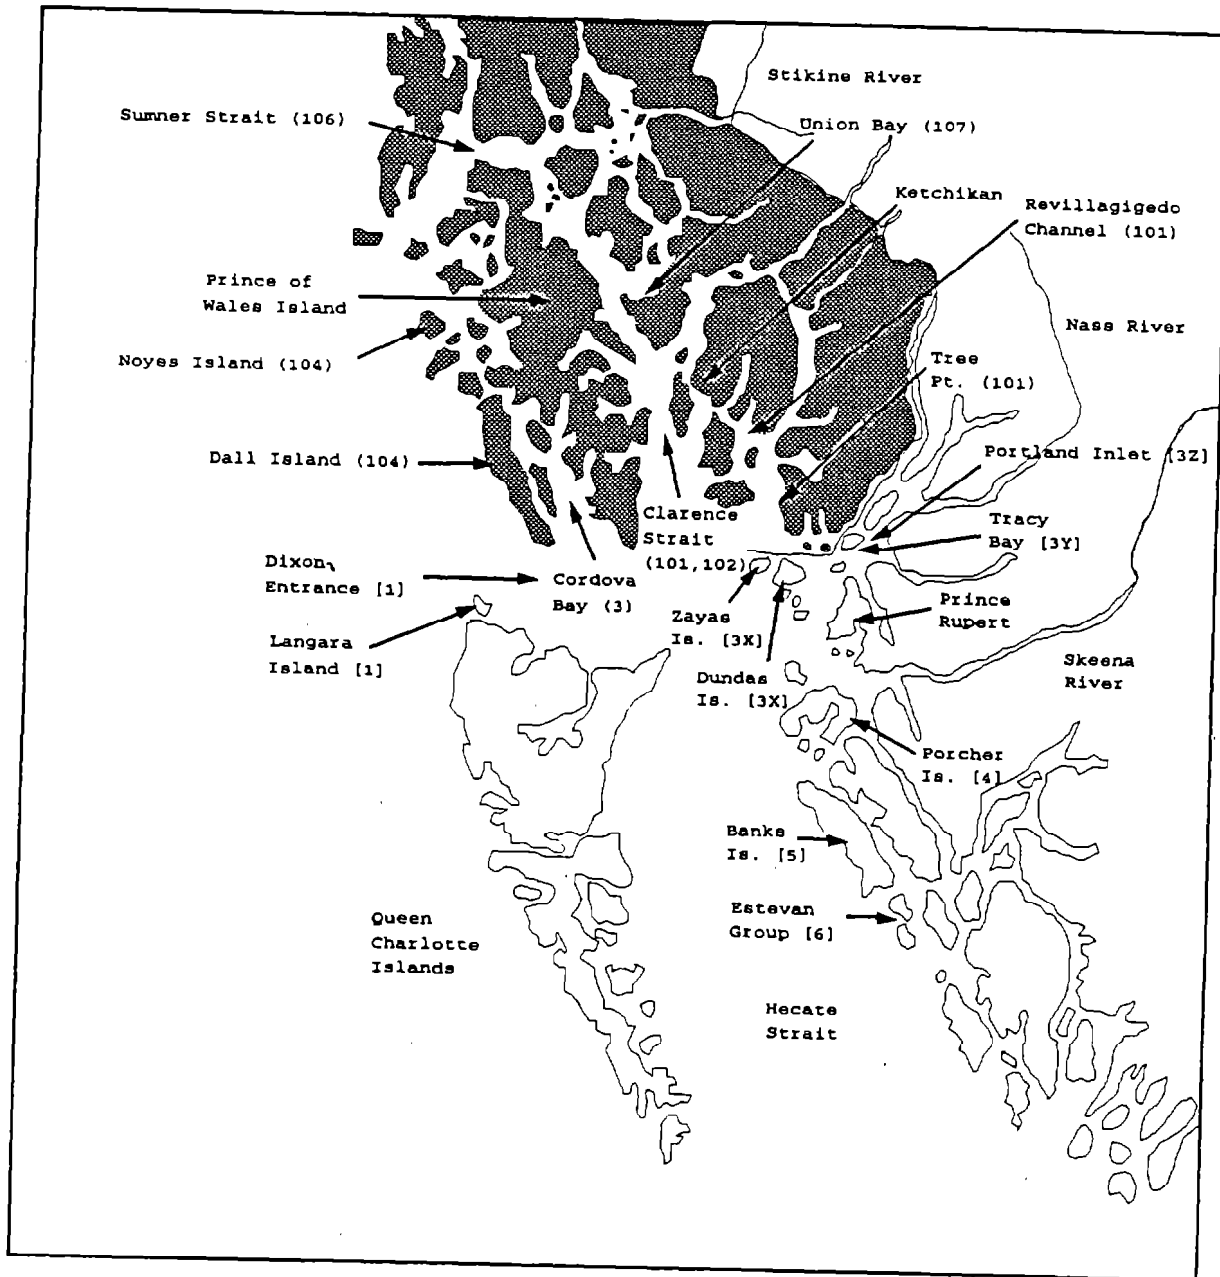 Stikine River
Sumner Strait (106)
Union Bay (107)
Ketchikan
Revillagigedo
Channel (101)
Prince of
Wales Island
Nass River
Noyes Island (104)
Tree
Pt. (101)
Dall Island (104)
Portland Inlet [3Z]
Clarence
Strait
(101,102)
Tracy
Bay [3Y]
Dixon
Entrance [1]
Cordova
Bay (3)
Zayas
Is. [3X]
Prince
Rupert
Langara
Island [1]
Dundas
Is. [3X]
Skeena
River
Porcher
Is. [4]
Banks
Is. [5]
Estevan
Group [6]
Queen
Charlotte
Islands
Hecate
Strait